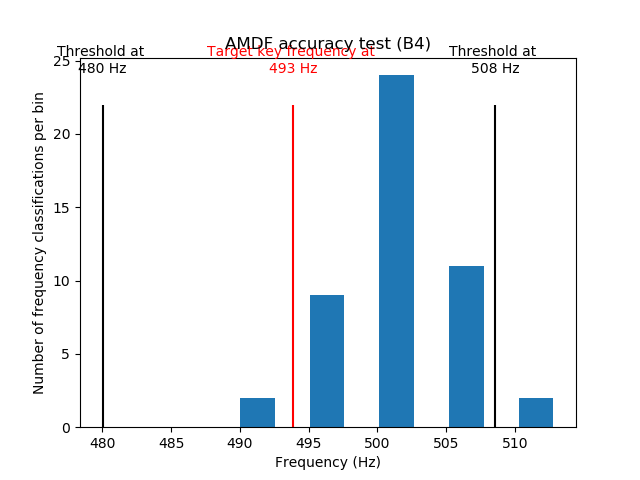 AMDF accuracy test (B4)
Threshold at
480 Hz
Target key frequency at
493 Hz
Threshold at
508 Hz
Number of frequency classifications per bin
25
20
15
10
5
0
480 485 490 495 500 505 510
Frequency (Hz)